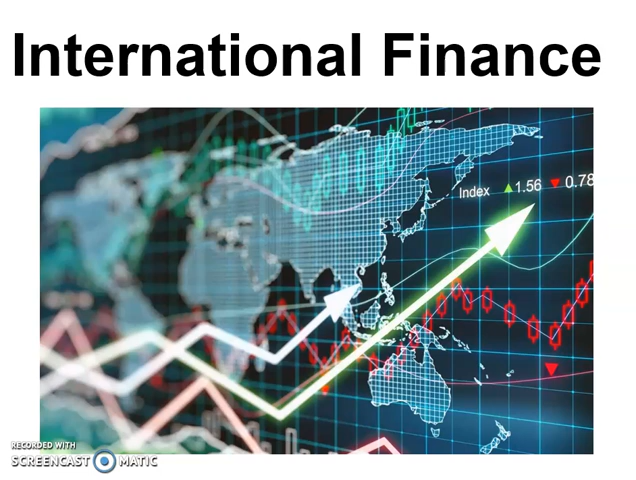 International Finance
Index ▲1.56 ▼0.78
RECORDED WITH
SCREENCAST MATIC